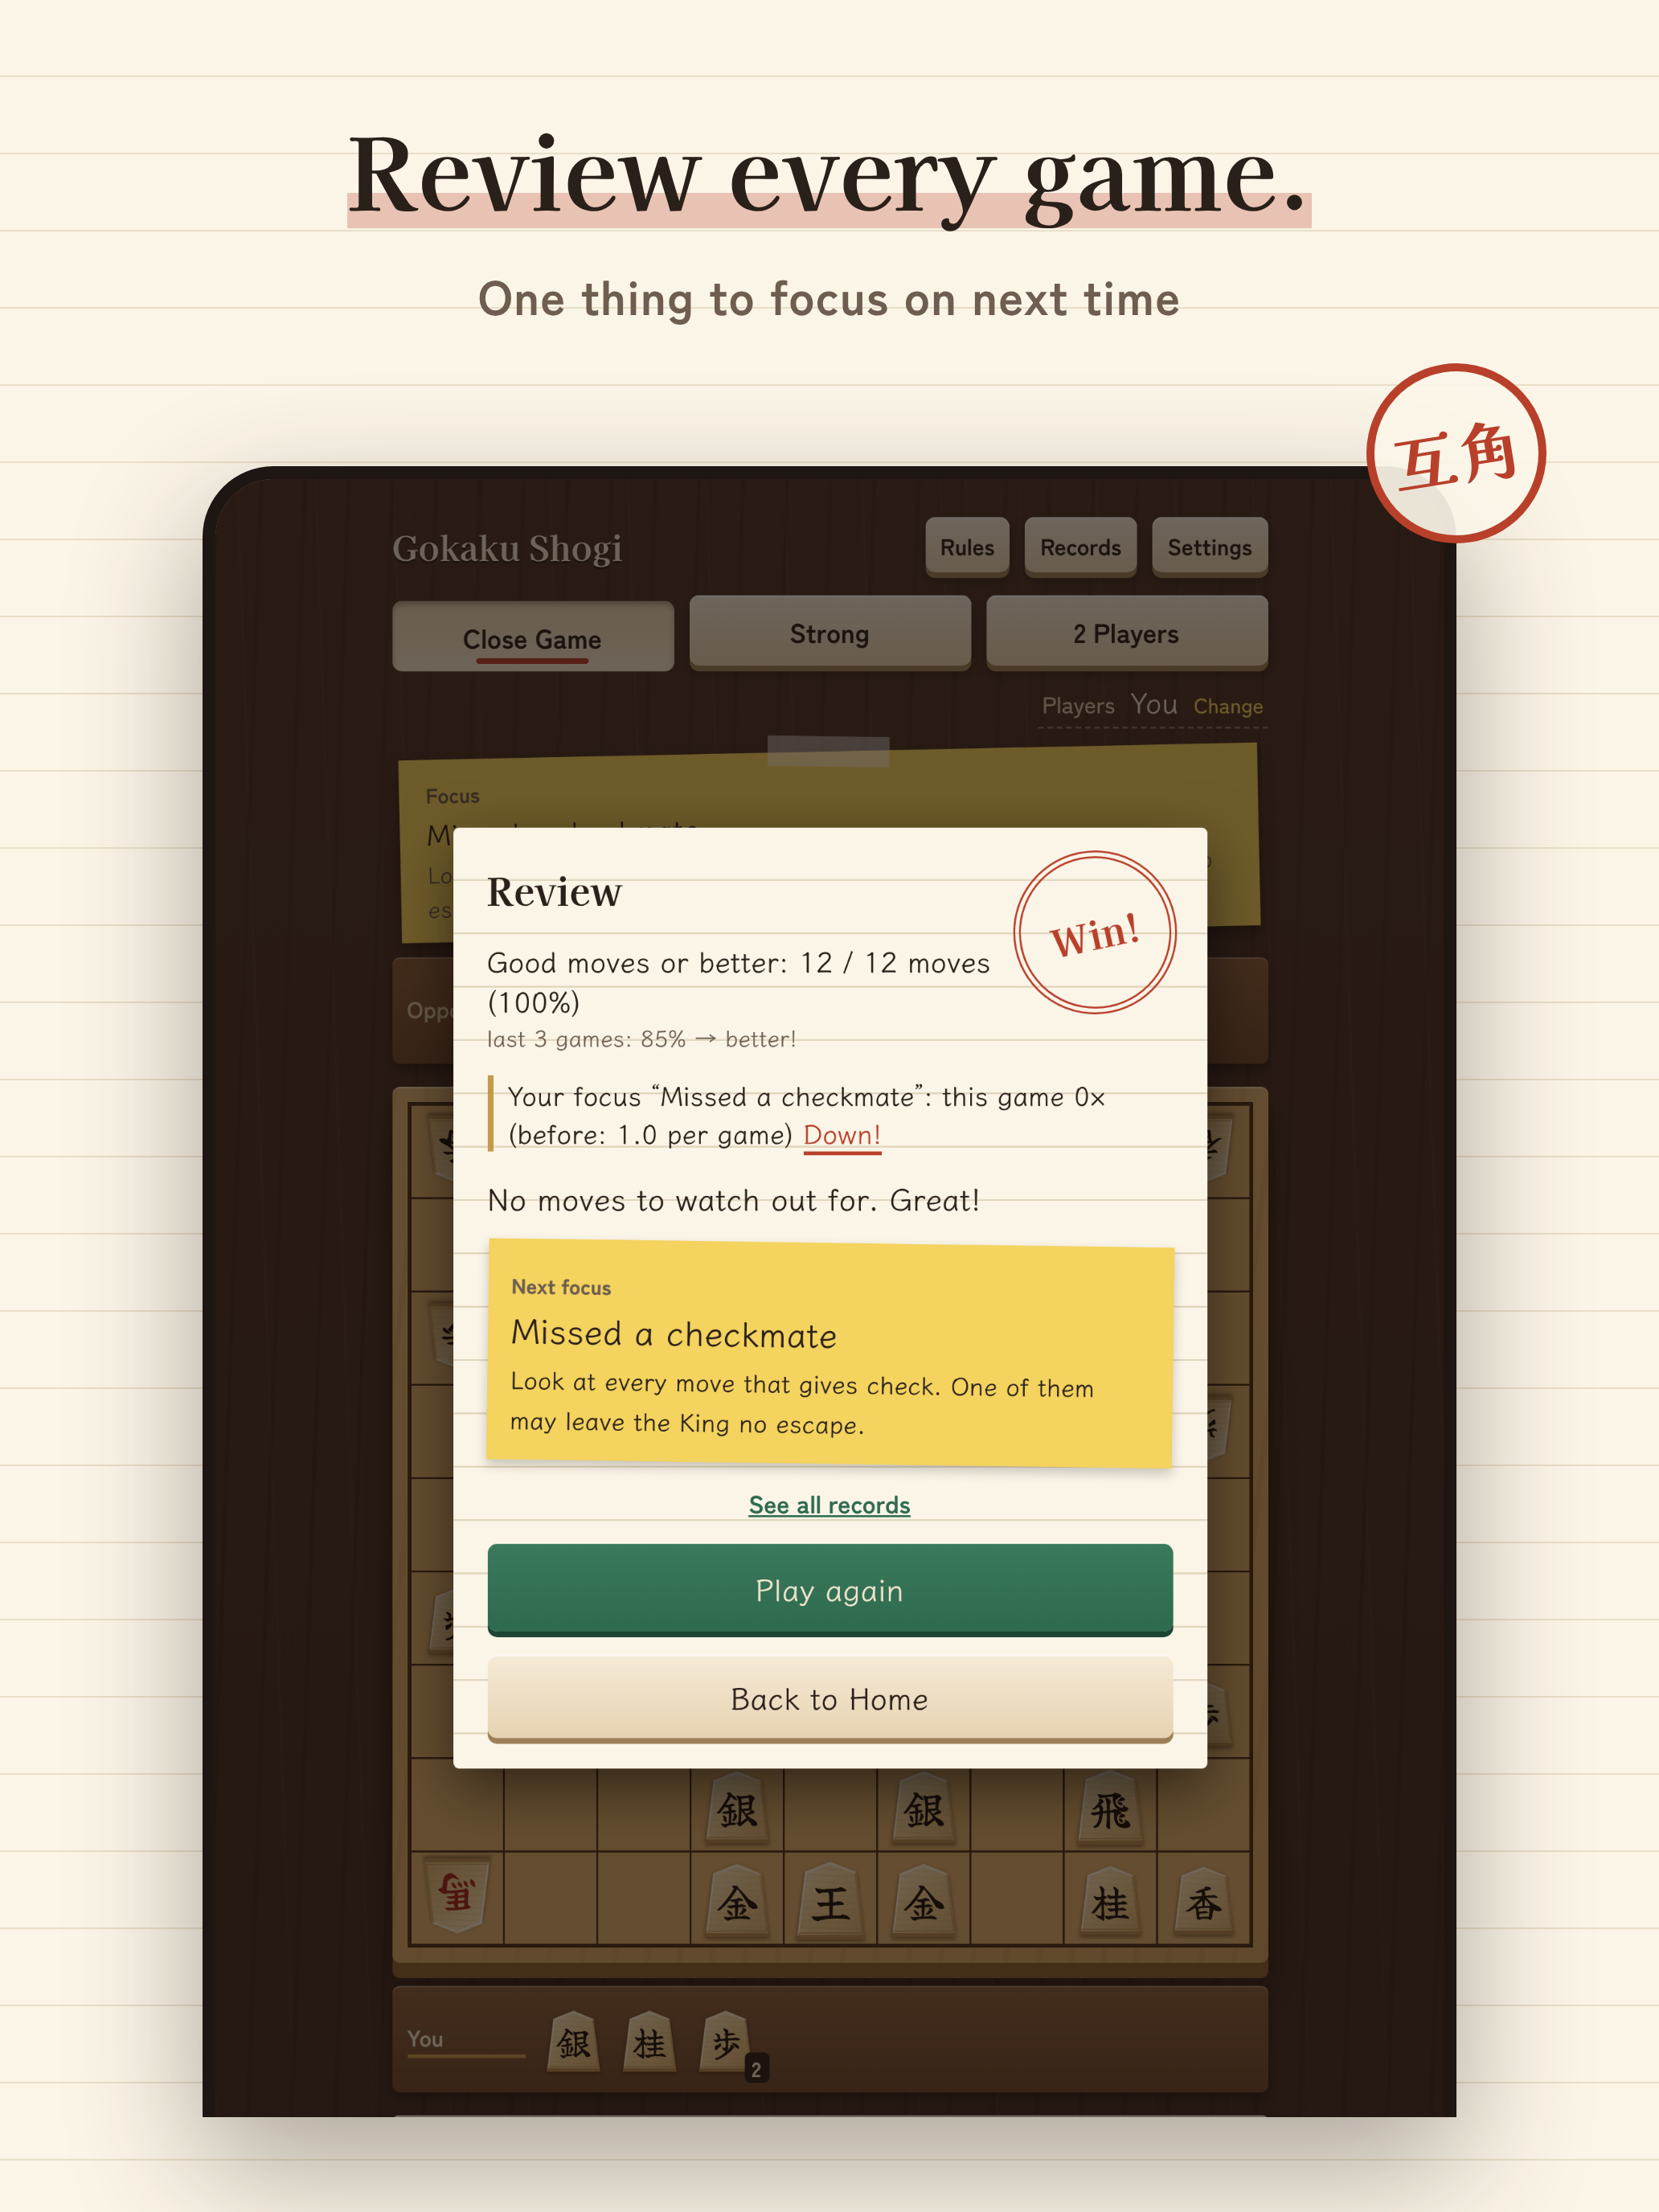 Review every game.
One thing to focus on next time
互角
Gokaku Shogi
Rules
Records
Settings
Close Game
Strong
2 Players
Players You Change
Focus
Review
Win!
Good moves or better: 12 / 12 moves
(100%)
last 3 games: 85% → better!
Your focus “Missed a checkmate”: this game 0×
(before: 1.0 per game) Down!
No moves to watch out for. Great!
Next focus
Missed a checkmate
Look at every move that gives check. One of them
may leave the King no escape.
See all records
Play again
Back to Home
銀 銀 飛
金 王 金 桂 香
You 銀 桂 歩 2